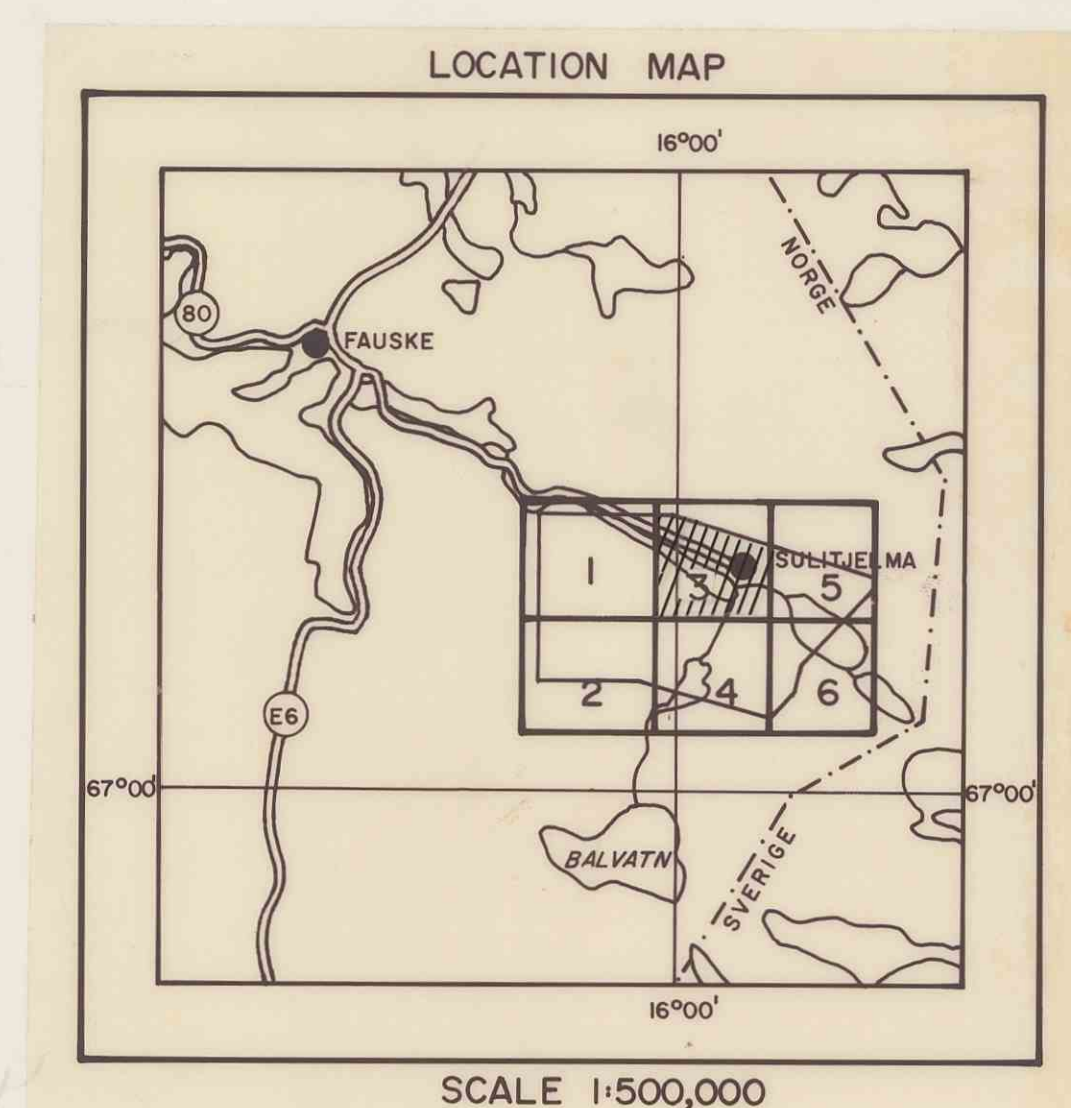 LOCATION MAP
16°00'
NORGE
80
FAUSKE
SULITJELMA
1
3
5
2
4
6
E6
67°00'
67°00'
BALVATN
SVERIGE
16°00'
SCALE 1:500,000